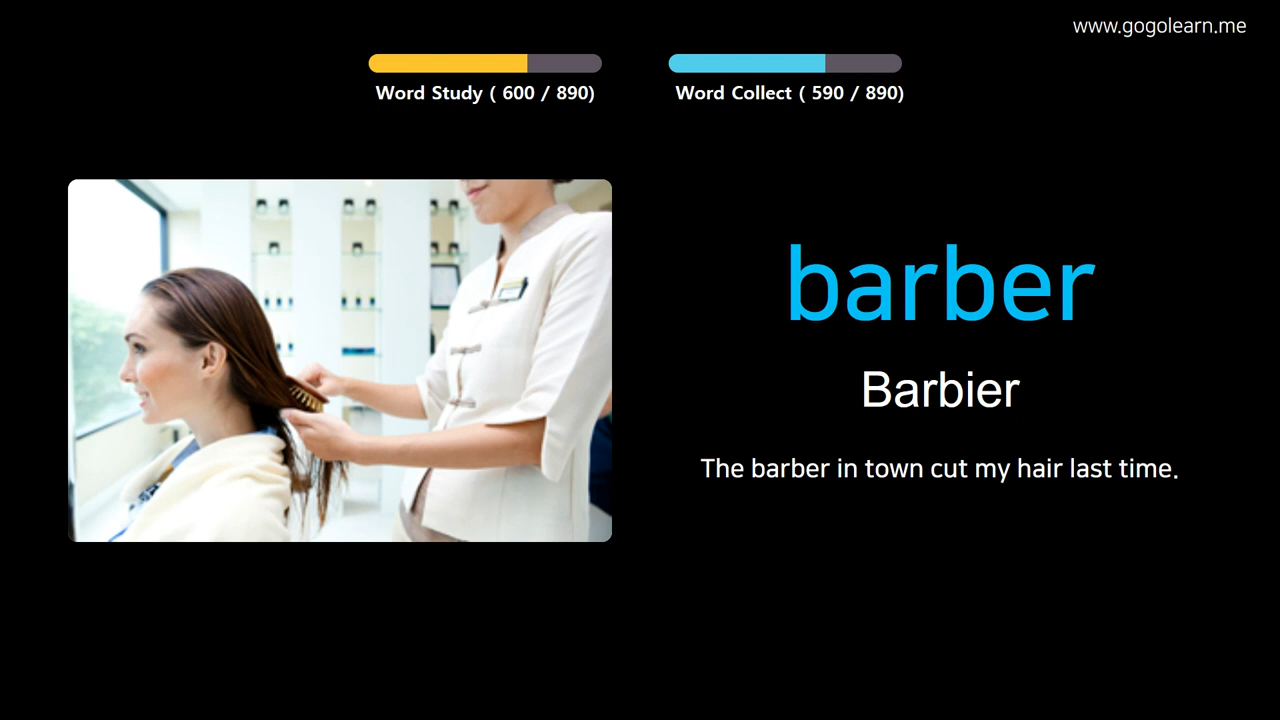 www.gogolearn.me
Word Study ( 600 / 890)
Word Collect ( 590 / 890)
barber
Barbier
The barber in town cut my hair last time.